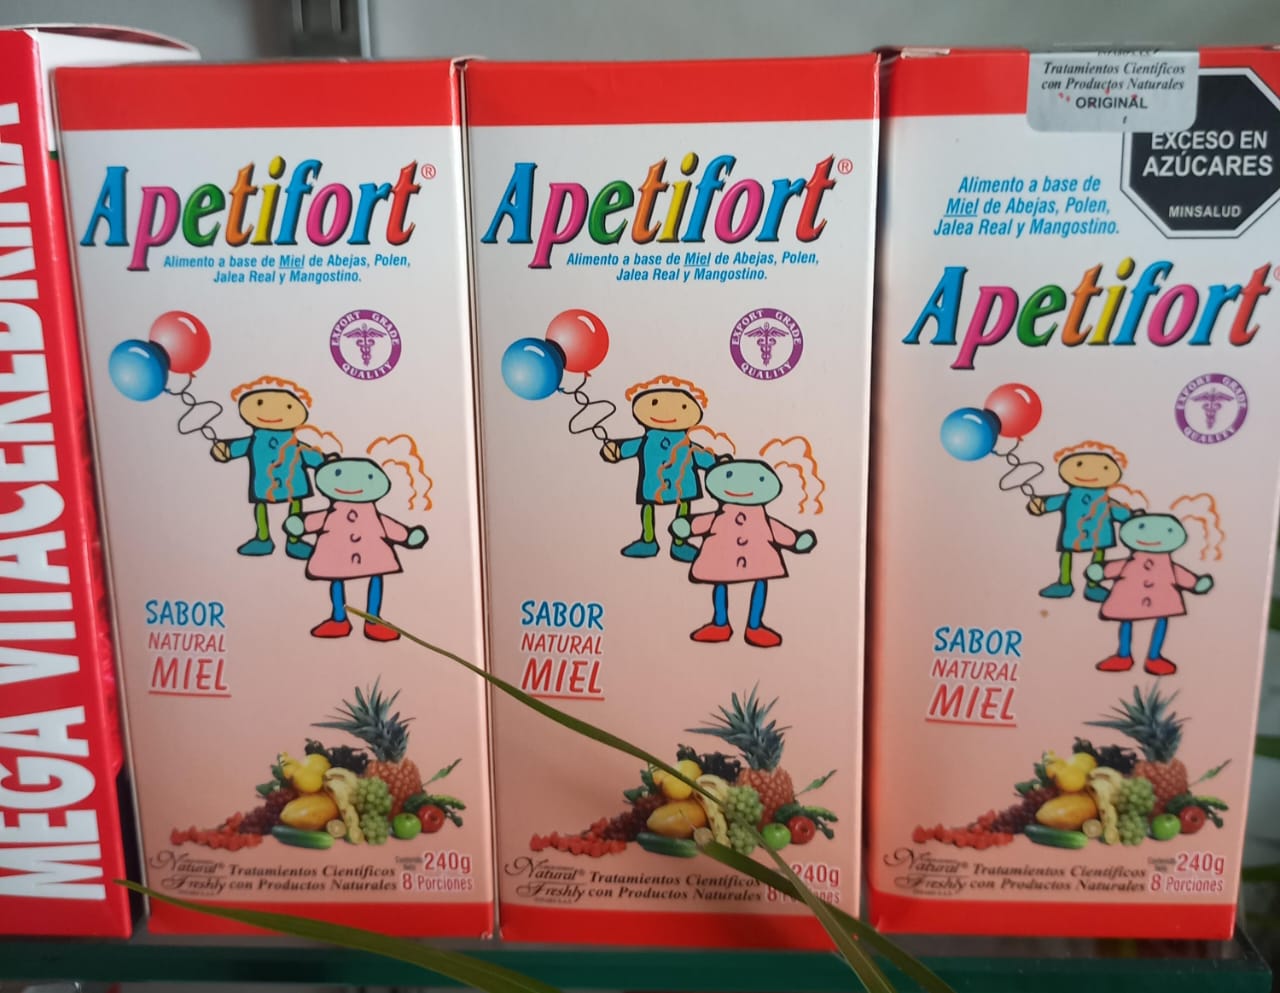 MEGA VITACEREBRINA
Apetifort®
Alimento a base de Miel de Abejas, Polen,
Jalea Real y Mangostino.
EXPORT GRADE
QUALITY
SABOR
NATURAL
MIEL
Natural® Tratamientos Científicos
Freshly con Productos Naturales
Contenido
240g
8 Porciones
Apetifort®
Alimento a base de Miel de Abejas, Polen,
Jalea Real y Mangostino.
EXPORT GRADE
QUALITY
SABOR
NATURAL
MIEL
Natural® Tratamientos Científicos
Freshly con Productos Naturales
240g
8
Tratamientos Científicos
con Productos Naturales
ORIGINAL
EXCESO EN
AZÚCARES
MINSALUD
Alimento a base de
Miel de Abejas, Polen,
Jalea Real y Mangostino.
Apetifort®
EXPORT GRADE
QUALITY
SABOR
NATURAL
MIEL
Natural® Tratamientos Científicos
Freshly con Productos Naturales
Contenido
240g
8 Porciones